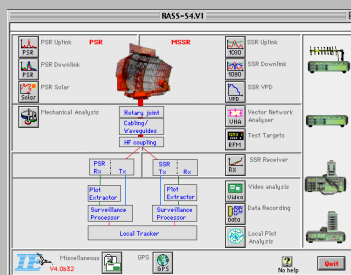 RASS-S4.V1
PSR Uplink
PSR
PSR Downlink
PSR
PSR Solar
Solar
Mechanical Analysis
PSR
MSSR
Rotary joint
Cabling/
Waveguides
HF coupling
PSR
Rx
Tx
SSR
Tx
Rx
Plot
Extractor
Plot
Extractor
Surveillance
Processor
Surveillance
Processor
Local Tracker
SSR Uplink
1030
SSR Downlink
1090
SSR VPD
VPD
Vector Network
Analyser
VNA
Test Targets
RFM
SSR Receiver
RX
Video analysis
Video
Data Recording
Data
Local Plot
Analysis
IE
V4.0b32
Miscellaneous
GPS
GPS
No help
Quit